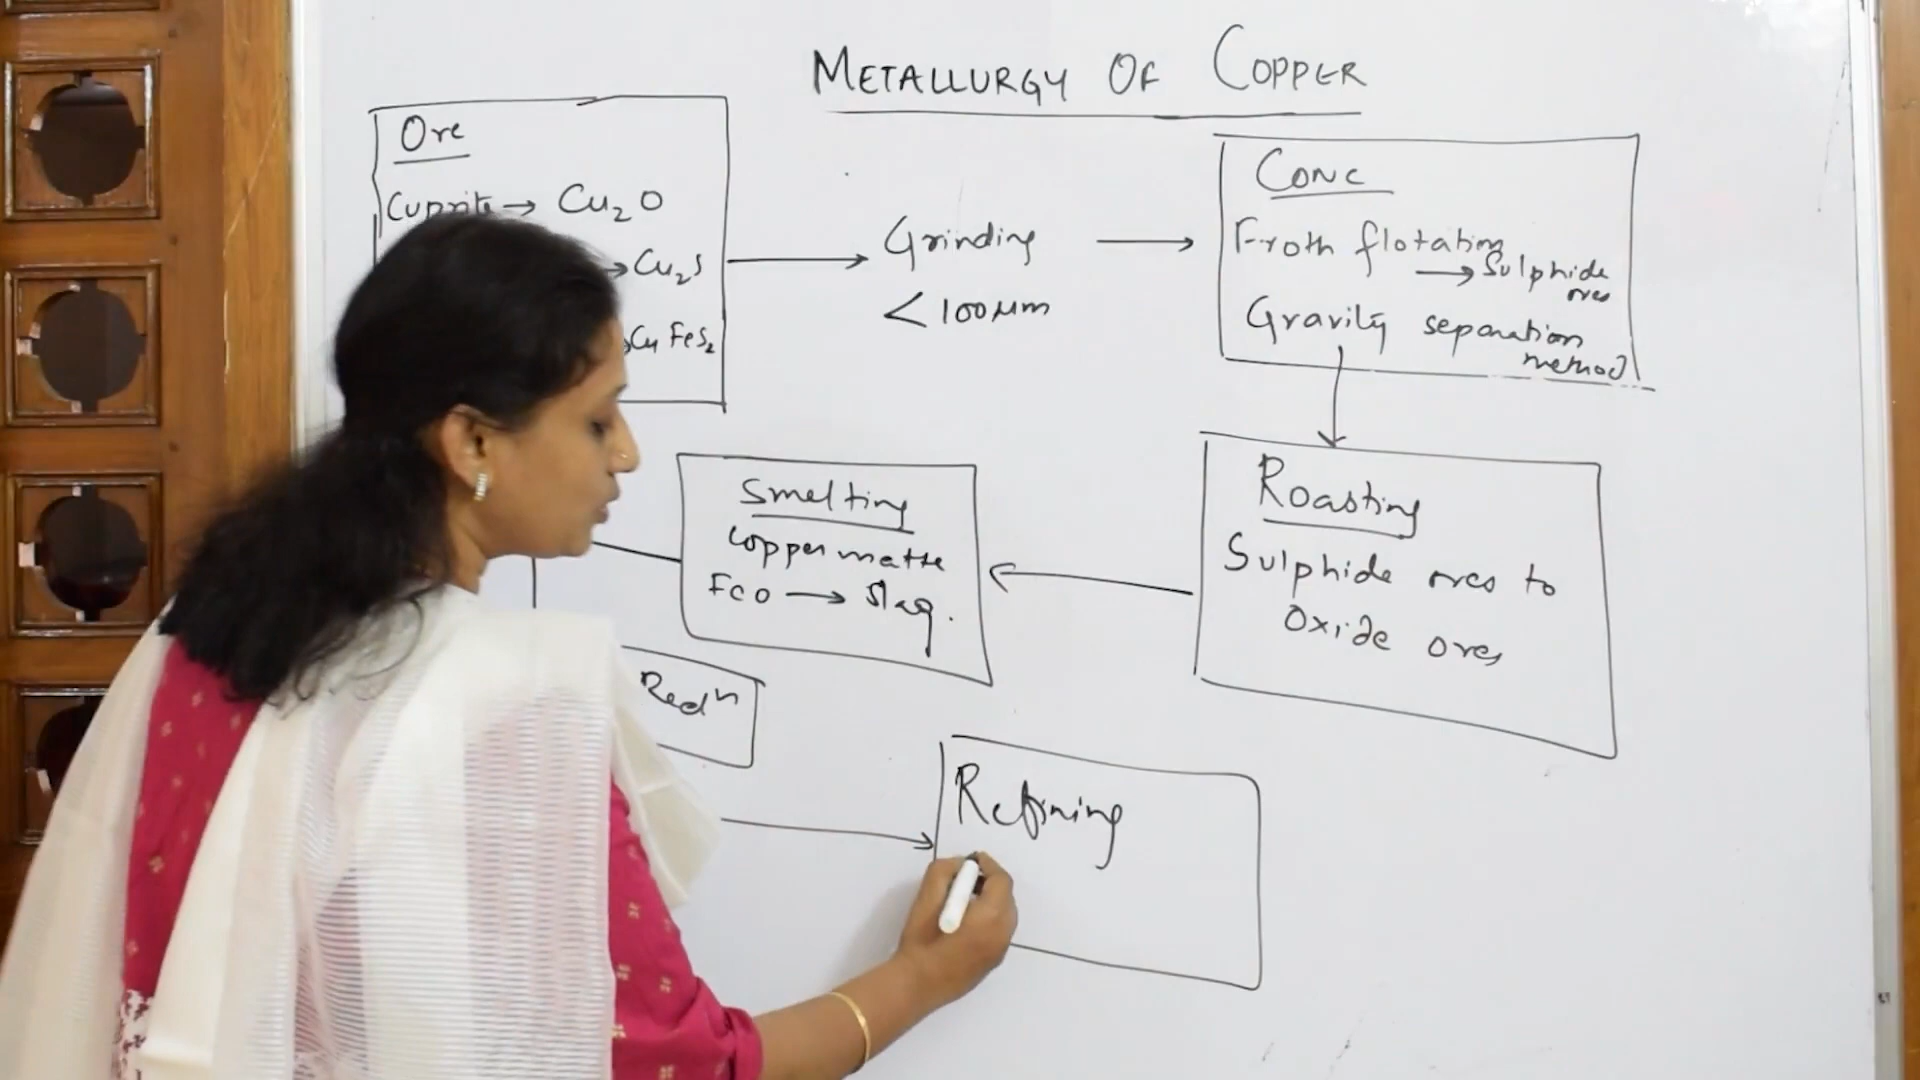 METALLURGY OF COPPER
Ore
Cuprite → Cu₂O
→ Cu₂S
CuFeS₂
Grinding
< 100 μm
Conc
Froth flotation
→ Sulphide
ores
Gravity separation
method
Roasting
Sulphide ores to
Oxide ores
Smelting
Copper matte
FeO → Slag.
Redⁿ
Refining